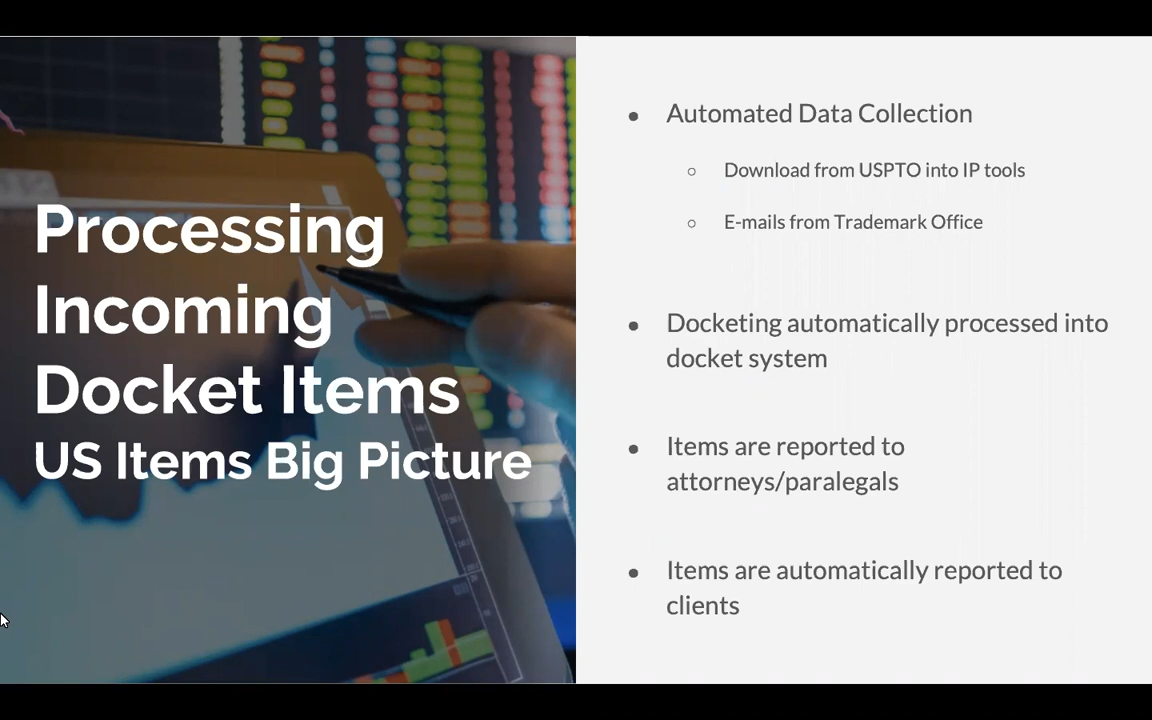 Processing
Incoming
Docket Items
US Items Big Picture
● Automated Data Collection
○ Download from USPTO into IP tools
○ E-mails from Trademark Office
● Docketing automatically processed into
docket system
● Items are reported to
attorneys/paralegals
● Items are automatically reported to
clients